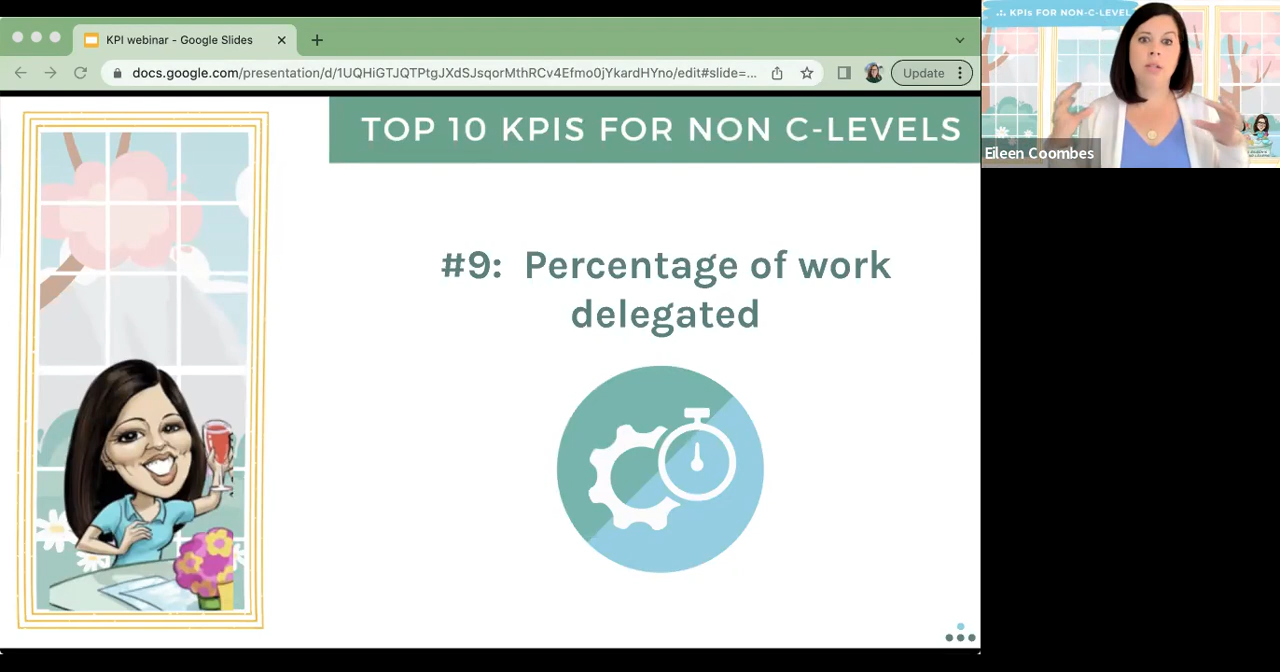 KPI webinar - Google Slides
docs.google.com/presentation/d/1UQHiGTJQTPtgJXdSJsqorMthRCv4Efmo0jYkardHYno/edit#slide=...
Update
TOP 10 KPIS FOR NON C-LEVELS
#9: Percentage of work
delegated
KPIs FOR NON-C-LEVEL
Eileen Coombes